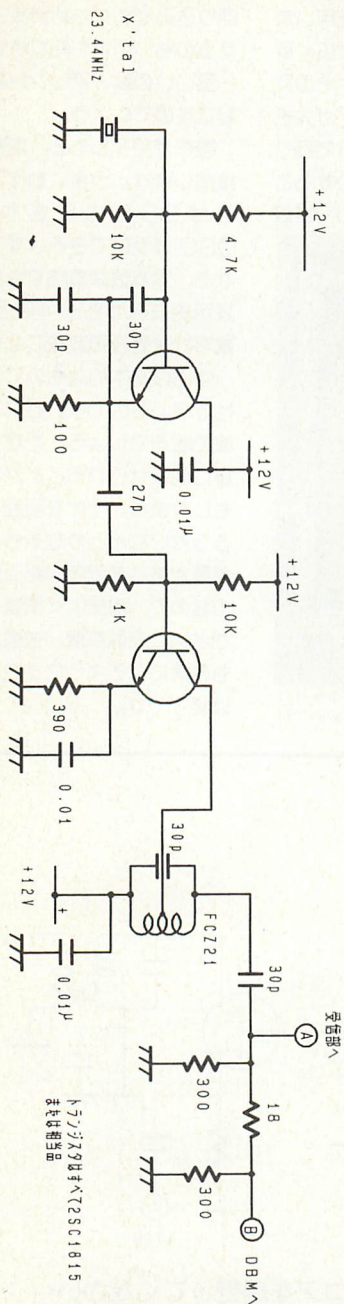 X'tal
23.44MHz
10K
4.7K
+12V
30p
30p
100
+12V
0.01μ
27p
1K
10K
+12V
390
0.01
30p
FCZ21
+12V
+
0.01μ
30p
受信部へ
A
300
18
300
B
DBMへ
トランジスタはすべて2SC1815
または相当品